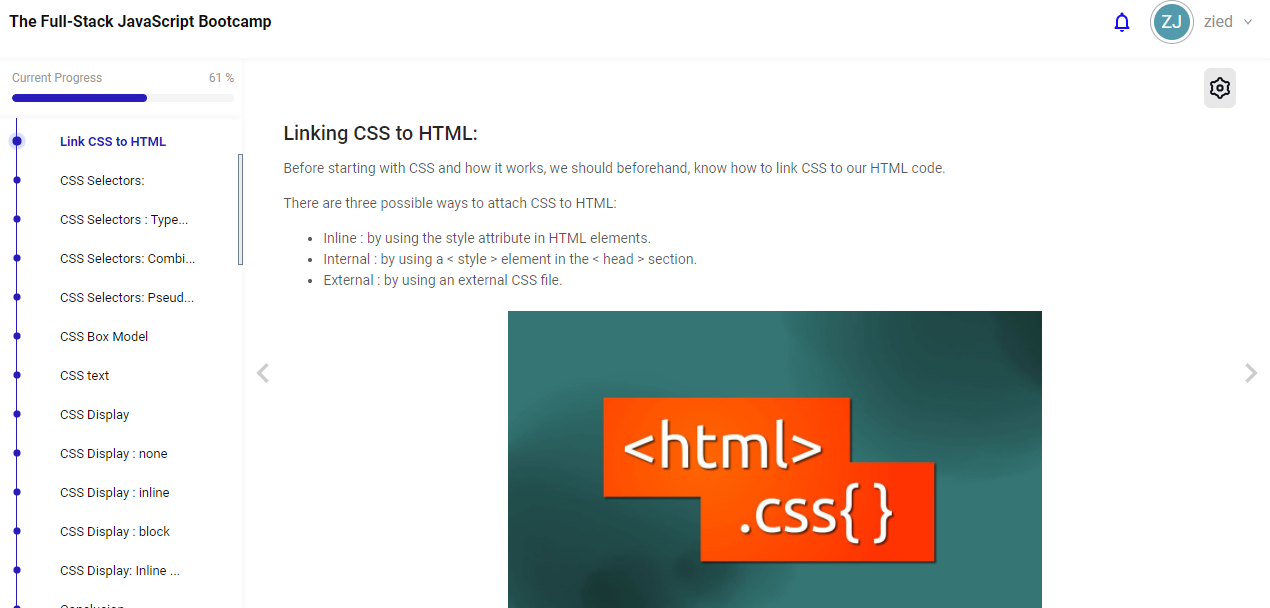 The Full-Stack JavaScript Bootcamp
ZJ
zied
Current Progress
61 %
Link CSS to HTML
CSS Selectors:
CSS Selectors : Type...
CSS Selectors: Combi...
CSS Selectors: Pseud...
CSS Box Model
CSS text
CSS Display
CSS Display : none
CSS Display : inline
CSS Display : block
CSS Display: Inline ...
Conclusion
Linking CSS to HTML:
Before starting with CSS and how it works, we should beforehand, know how to link CSS to our HTML code.
There are three possible ways to attach CSS to HTML:
Inline : by using the style attribute in HTML elements.
Internal : by using a < style > element in the < head > section.
External : by using an external CSS file.
<html>
.css{ }